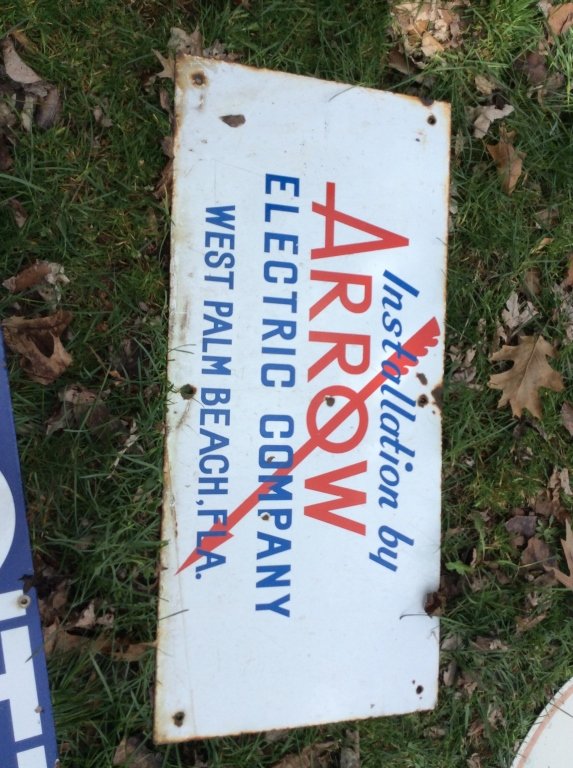 Installation by
ARROW
ELECTRIC COMPANY
WEST PALM BEACH, FLA.